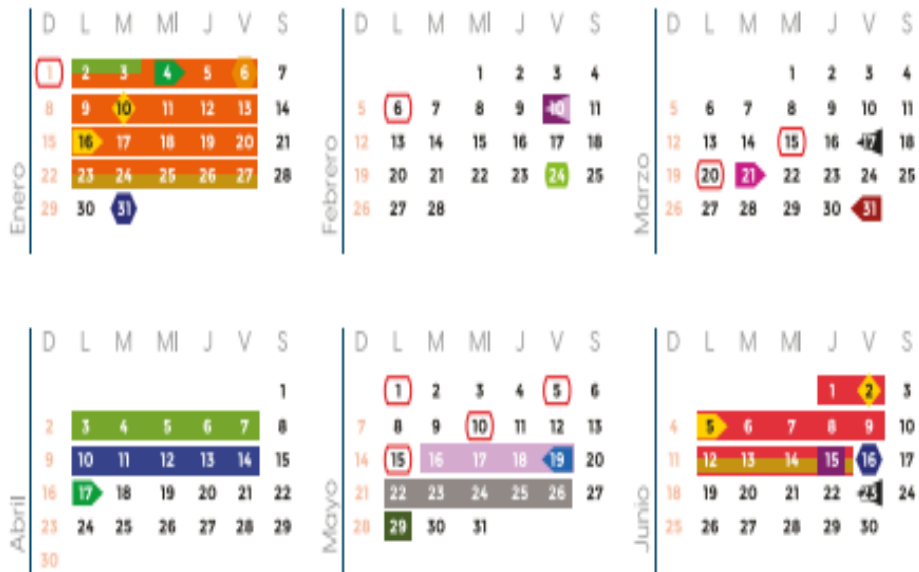 D L M MI J V S D L M MI J V S D L M MI J V S
1 2 3 4 5 6 7 1 2 3 4 1 2 3 4
8 9 10 11 12 13 14 5 6 7 8 9 10 11 5 6 7 8 9 10 11
15 16 17 18 19 20 21 12 13 14 15 16 17 18 12 13 14 15 16 17 18
22 23 24 25 26 27 28 19 20 21 22 23 24 25 19 20 21 22 23 24 25
29 30 31 26 27 28 26 27 28 29 30 31
Enero Febrero Marzo
D L M MI J V S D L M MI J V S D L M MI J V S
1 1 2 3 4 5 6 1 2 3
2 3 4 5 6 7 8 7 8 9 10 11 12 13 4 5 6 7 8 9 10
9 10 11 12 13 14 15 14 15 16 17 18 19 20 11 12 13 14 15 16 17
16 17 18 19 20 21 22 21 22 23 24 25 26 27 18 19 20 21 22 23 24
23 24 25 26 27 28 29 28 29 30 31 25 26 27 28 29 30
30
Abril Mayo Junio